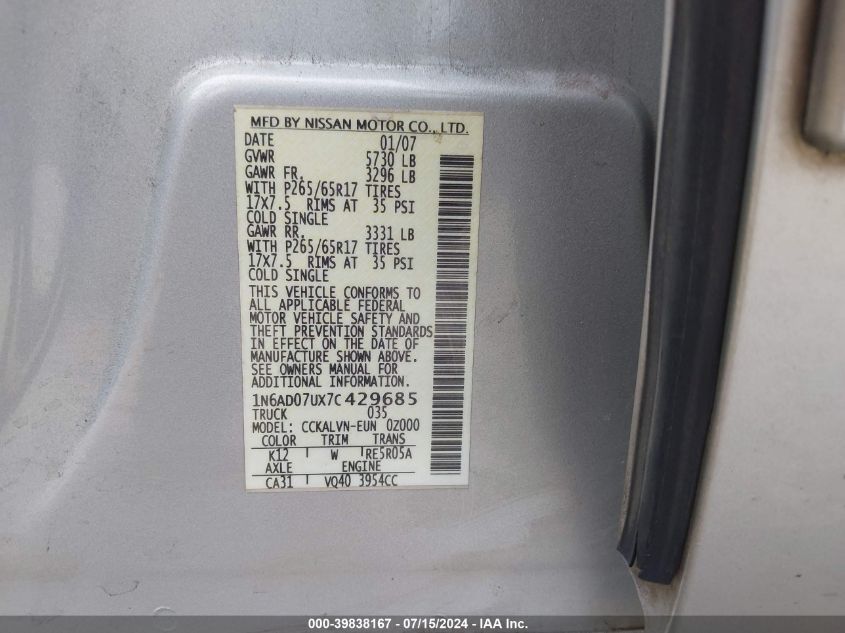 MFD BY NISSAN MOTOR CO., LTD.
DATE 01/07
GVWR 5730 LB
GAWR FR. 3296 LB
WITH P265/65R17 TIRES
17X7.5 RIMS AT 35 PSI
COLD SINGLE
GAWR RR. 3331 LB
WITH P265/65R17 TIRES
17X7.5 RIMS AT 35 PSI
COLD SINGLE
THIS VEHICLE CONFORMS TO
ALL APPLICABLE FEDERAL
MOTOR VEHICLE SAFETY AND
THEFT PREVENTION STANDARDS
IN EFFECT ON THE DATE OF
MANUFACTURE SHOWN ABOVE.
SEE OWNERS MANUAL FOR
ADDITIONAL INFORMATION.
1N6AD07UX7C429685
TRUCK 035
MODEL: CCKALVN-EUN 0Z000
COLOR TRIM TRANS
K12 W RE5R05A
AXLE ENGINE
CA31 VQ40 3954CC
000-39838167 - 07/15/2024 - IAA Inc.